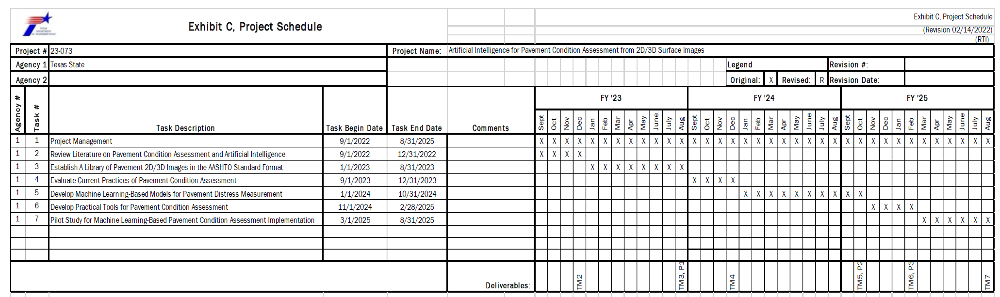 Exhibit C, Project Schedule
Exhibit C, Project Schedule
(Revision 02/14/2022)
(RTI)
TEXAS
DEPARTMENT
OF TRANSPORTATION
Project # 23-073 Project Name: Artificial Intelligence for Pavement Condition Assessment from 2D/3D Surface Images
Agency 1 Texas State Legend Revision #:
Agency 2 Original: X Revised: R Revision Date:
Agency # Task # Task Description Task Begin Date Task End Date Comments FY '23 FY '24 FY '25
Sept Oct Nov Dec Jan Feb Mar Apr May June July Aug Sept Oct Nov Dec Jan Feb Mar Apr May June July Aug Sept Oct Nov Dec Jan Feb Mar Apr May June July Aug
1 1 Project Management 9/1/2022 8/31/2025 X X X X X X X X X X X X X X X X X X X X X X X X X X X X X X X X X X X X
1 2 Review Literature on Pavement Condition Assessment and Artificial Intelligence 9/1/2022 12/31/2022 X X X X
1 3 Establish A Library of Pavement 2D/3D Images in the AASHTO Standard Format 1/1/2023 8/31/2023 X X X X X X X X
1 4 Evaluate Current Practices of Pavement Condition Assessment 9/1/2023 12/31/2023 X X X X
1 5 Develop Machine Learning-Based Models for Pavement Distress Measurement 1/1/2024 10/31/2024 X X X X X X X X X X
1 6 Develop Practical Tools for Pavement Condition Assessment 11/1/2024 2/28/2025 X X X X
1 7 Pilot Study for Machine Learning-Based Pavement Condition Assessment Implementation 3/1/2025 8/31/2025 X X X X X X
Deliverables: TM2 TM3, P1 TM4 TM5, P2 TM6, P3 TM7